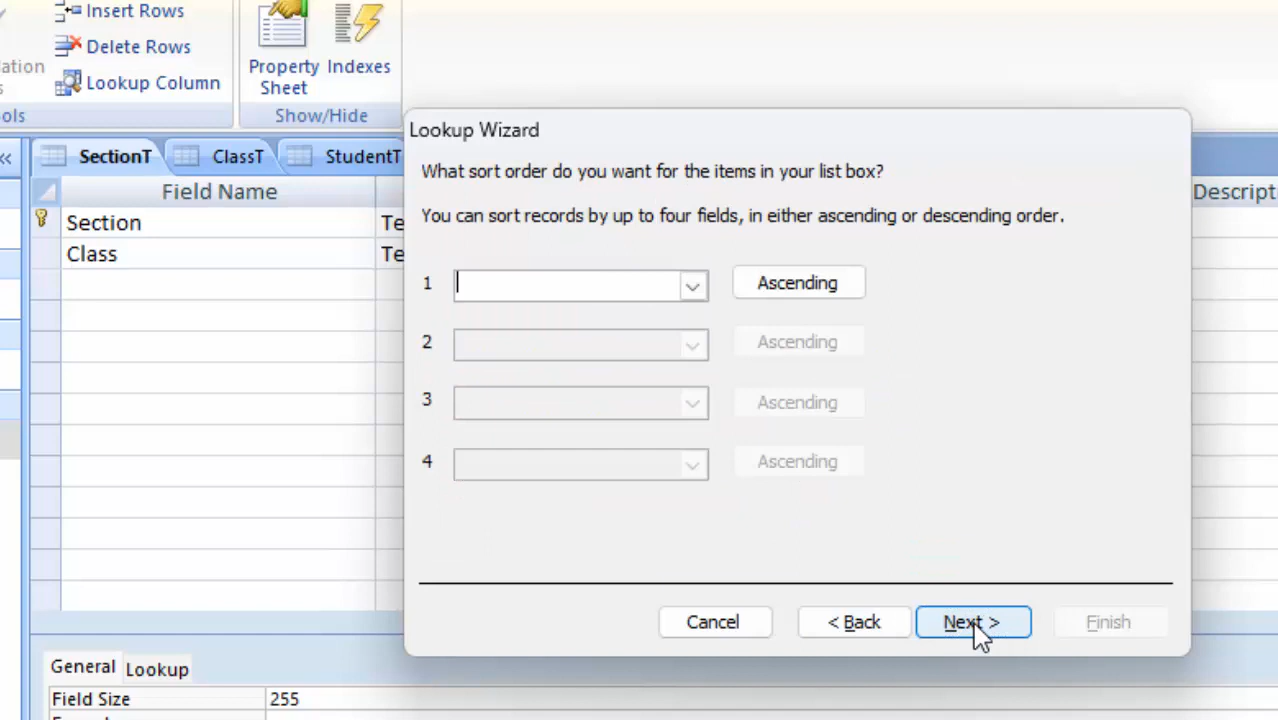 Insert Rows
Delete Rows
Lookup Column
Property Sheet
Indexes
Show/Hide
SectionT
ClassT
StudentT
Field Name
Descript
Section
Te
Class
Te
Lookup Wizard
What sort order do you want for the items in your list box?
You can sort records by up to four fields, in either ascending or descending order.
1
Ascending
2
Ascending
3
Ascending
4
Ascending
Cancel
< Back
Next >
Finish
General
Lookup
Field Size
255